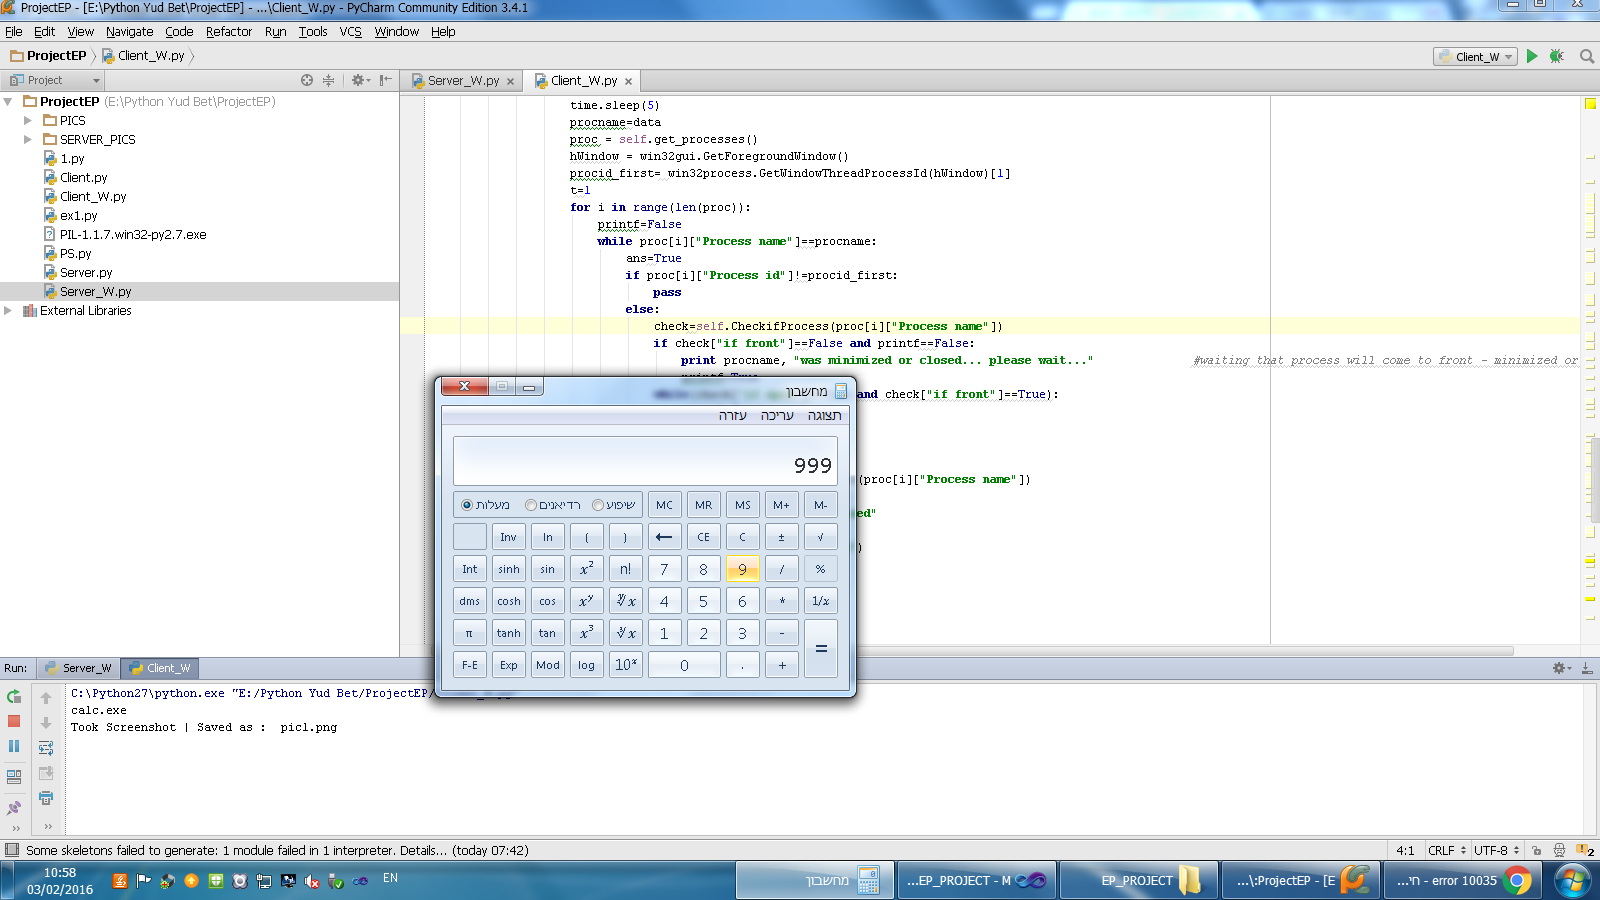 ProjectEP - [E:\Python Yud Bet\ProjectEP] - ...\Client_W.py - PyCharm Community Edition 3.4.1
File Edit View Navigate Code Refactor Run Tools VCS Window Help
ProjectEP Client_W.py
Client_W
Project
Server_W.py Client_W.py
ProjectEP (E:\Python Yud Bet\ProjectEP)
PICS
SERVER_PICS
1.py
Client.py
Client_W.py
ex1.py
PIL-1.1.7.win32-py2.7.exe
PS.py
Server.py
Server_W.py
External Libraries
time.sleep(5)
procname=data
proc = self.get_processes()
hWindow = win32gui.GetForegroundWindow()
procid_first= win32process.GetWindowThreadProcessId(hWindow)[1]
t=1
for i in range(len(proc)):
printf=False
while proc[i]["Process name"]==procname:
ans=True
if proc[i]["Process id"]!=procid_first:
pass
else:
check=self.CheckifProcess(proc[i]["Process name"])
if check["if front"]==False and printf==False:
print procname, "was minimized or closed... please wait..." #waiting that process will come to front - minimized or
and check["if front"]==True):
(proc[i]["Process name"])
ed"
)
מחשבון
תצוגה עריכה עזרה
999
מעלות רדיאנים שיפוע MC MR MS M+ M-
Inv ln ( ) ← CE C ± √
Int sinh sin x² n! 7 8 9 / %
dms cosh cos xʸ ʸ√x 4 5 6 * 1/x
π tanh tan x³ ³√x 1 2 3 - =
F-E Exp Mod log 10ˣ 0 . +
Run: Server_W Client_W
C:\Python27\python.exe "E:/Python Yud Bet/ProjectEP/
calc.exe
Took Screenshot | Saved as : pic1.png
Some skeletons failed to generate: 1 module failed in 1 interpreter. Details... (today 07:42)
4:1 CRLF UTF-8 2
10:58
03/02/2016
EN
מחשבון
...EP_PROJECT - M
EP_PROJECT
...\:ProjectEP - [E
error 10035 - חי...